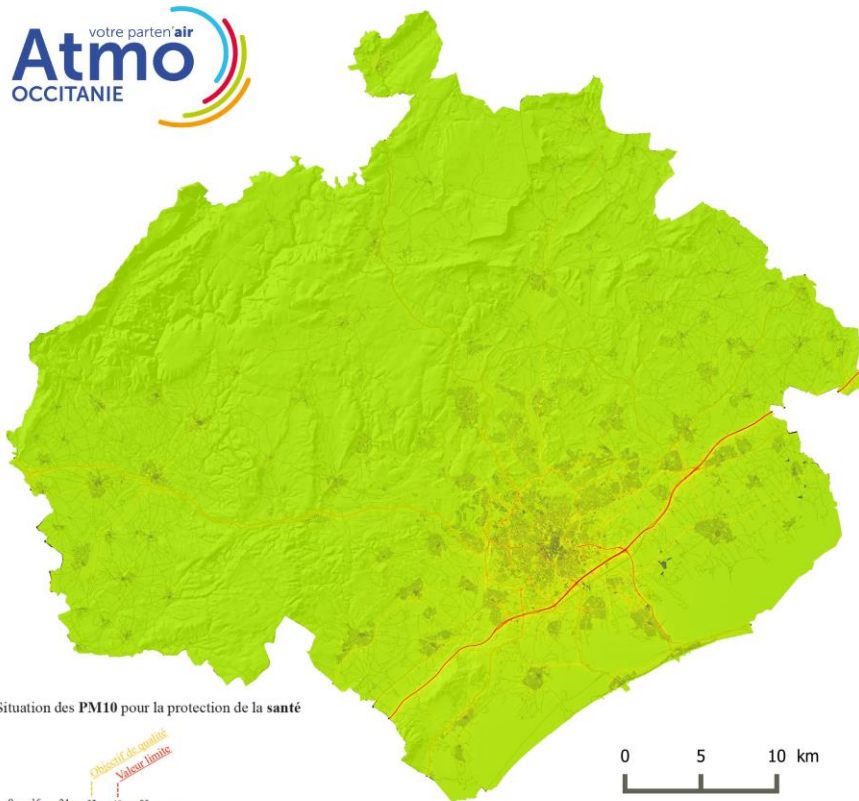 votre parten'air
Atmo
OCCITANIE
Situation des PM10 pour la protection de la santé
Objectif de qualité
Valeur limite
0 5 10 km